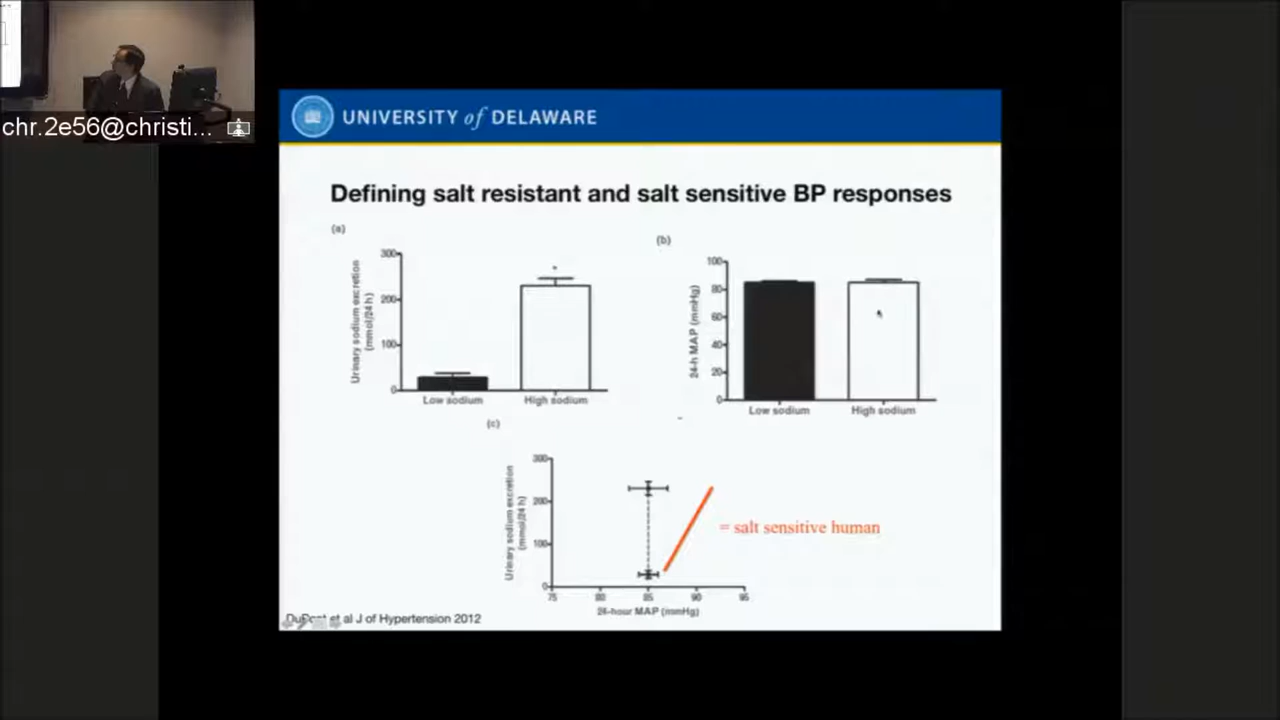 chr.2e56@christi...
UNIVERSITY of DELAWARE
Defining salt resistant and salt sensitive BP responses
(a)
Urinary sodium excretion
(mmol/24 h)
300
200
100
0
*
Low sodium
High sodium
(b)
24-h MAP (mmHg)
100
80
60
40
20
0
Low sodium
High sodium
(c)
Urinary sodium excretion
(mmol/24 h)
300
200
100
0
75
80
85
90
95
24-hour MAP (mmHg)
= salt sensitive human
et al J of Hypertension 2012